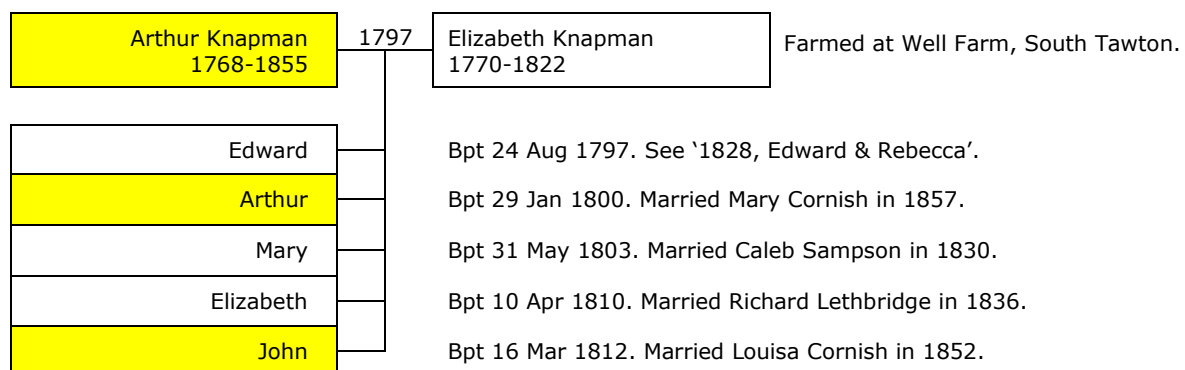 Arthur Knapman
1768-1855
1797
Elizabeth Knapman
1770-1822
Farmed at Well Farm, South Tawton.
Edward Bpt 24 Aug 1797. See ‘1828, Edward & Rebecca’.
Arthur Bpt 29 Jan 1800. Married Mary Cornish in 1857.
Mary Bpt 31 May 1803. Married Caleb Sampson in 1830.
Elizabeth Bpt 10 Apr 1810. Married Richard Lethbridge in 1836.
John Bpt 16 Mar 1812. Married Louisa Cornish in 1852.